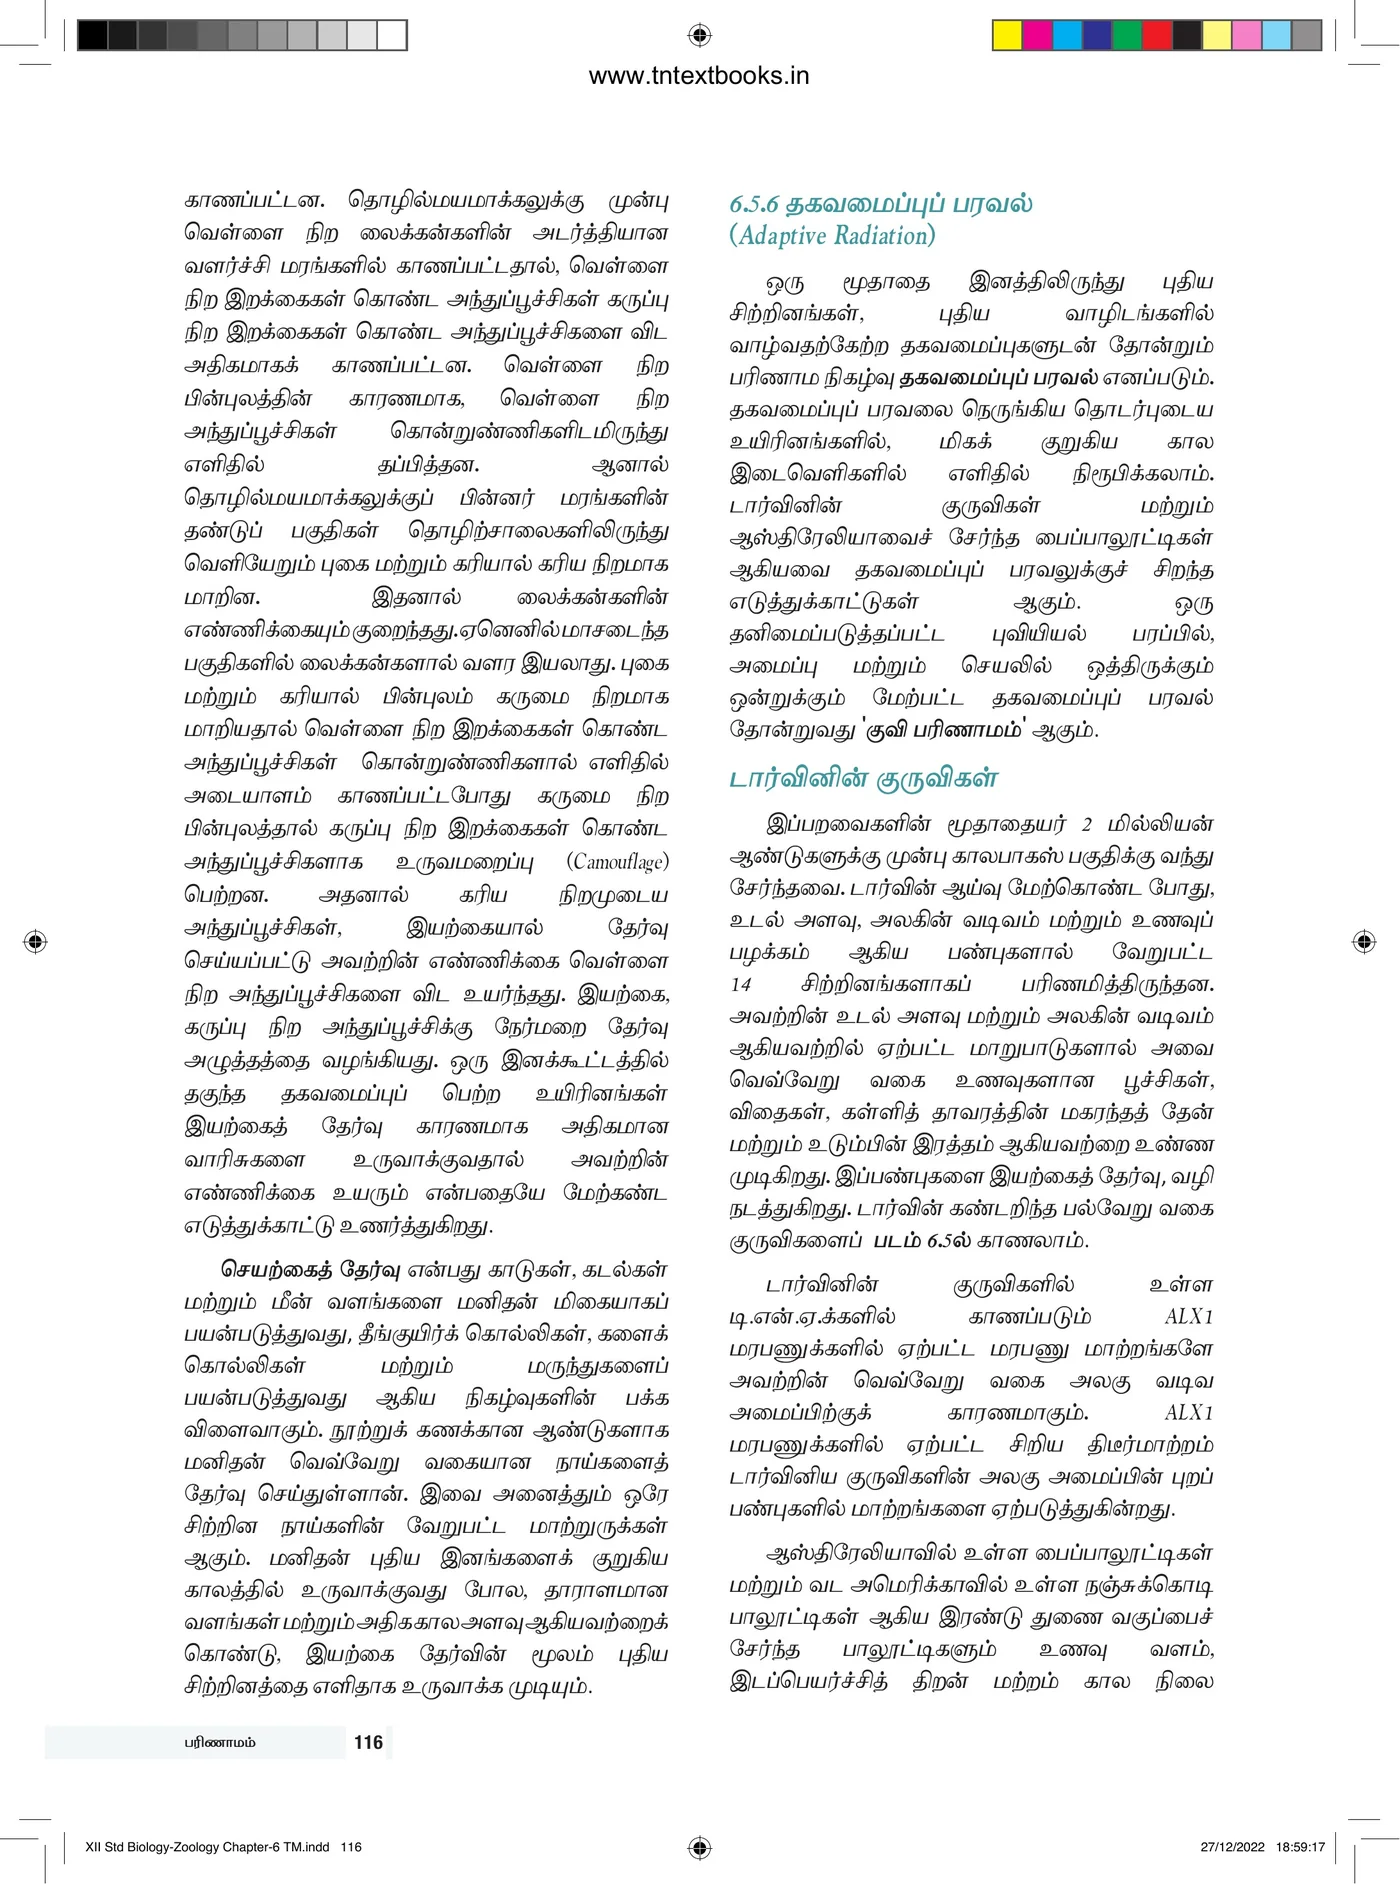 www.tntextbooks.in
காணப்பட்டன. தொழில்மயமாக்கலுக்கு முன்பு
வெள்ளை நிற லைக்கன்களின் அடர்த்தியான
வளர்ச்சி மரங்களில் காணப்பட்டதால், வெள்ளை
நிற இறக்கைகள் கொண்ட அந்துப்பூச்சிகள் கருப்பு
நிற இறக்கைகள் கொண்ட அந்துப்பூச்சிகளை விட
அதிகமாகக் காணப்பட்டன. வெள்ளை நிற
பின்புலத்தின் காரணமாக, வெள்ளை நிற
அந்துப்பூச்சிகள் கொன்றுண்ணிகளிடமிருந்து
எளிதில் தப்பித்தன. ஆனால்
தொழில்மயமாக்கலுக்குப் பின்னர் மரங்களின்
தண்டுப் பகுதிகள் தொழிற்சாலைகளிலிருந்து
வெளியேறும் புகை மற்றும் கரியால் கரிய நிறமாக
மாறின. இதனால் லைக்கன்களின்
எண்ணிக்கையும் குறைந்தது. ஏனெனில் மாசடைந்த
பகுதிகளில் லைக்கன்களால் வளர இயலாது. புகை
மற்றும் கரியால் பின்புலம் கருமை நிறமாக
மாறியதால் வெள்ளை நிற இறக்கைகள் கொண்ட
அந்துப்பூச்சிகள் கொன்றுண்ணிகளால் எளிதில்
அடையாளம் காணப்பட்டபோது கருமை நிற
பின்புலத்தால் கருப்பு நிற இறக்கைகள் கொண்ட
அந்துப்பூச்சிகளாக உருவமறைப்பு (Camouflage)
பெற்றன. அதனால் கரிய நிறமுடைய
அந்துப்பூச்சிகள், இயற்கையால் தேர்வு
செய்யப்பட்டு அவற்றின் எண்ணிக்கை வெள்ளை
நிற அந்துப்பூச்சிகளை விட உயர்ந்தது. இயற்கை,
கருப்பு நிற அந்துப்பூச்சிக்கு நேர்மறை தேர்வு
அழுத்தத்தை வழங்கியது. ஒரு இனக்கூட்டத்தில்
தகுந்த தகவமைப்புப் பெற்ற உயிரினங்கள்
இயற்கைத் தேர்வு காரணமாக அதிகமான
வாரிசுகளை உருவாக்குவதால் அவற்றின்
எண்ணிக்கை உயரும் என்பதையே மேற்கண்ட
எடுத்துக்காட்டு உணர்த்துகிறது.
செயற்கைத் தேர்வு என்பது காடுகள், கடல்கள்
மற்றும் மீன் வளங்களை மனிதன் மிகையாகப்
பயன்படுத்துவது, தீங்குயிர்க் கொல்லிகள், களைக்
கொல்லிகள் மற்றும் மருந்துகளைப்
பயன்படுத்துவது ஆகிய நிகழ்வுகளின் பக்க
விளைவாகும். நூற்றுக் கணக்கான ஆண்டுகளாக
மனிதன் வெவ்வேறு வகையான நாய்களைத்
தேர்வு செய்துள்ளான். இவை அனைத்தும் ஒரே
சிற்றின நாய்களின் வேறுபட்ட மாற்றுருக்கள்
ஆகும். மனிதன் புதிய இனங்களைக் குறுகிய
காலத்தில் உருவாக்குவது போல, தாராளமான
வளங்கள் மற்றும் அதிக கால அளவு ஆகியவற்றைக்
கொண்டு, இயற்கை தேர்வின் மூலம் புதிய
சிற்றினத்தை எளிதாக உருவாக்க முடியும்.
6.5.6 தகவமைப்புப் பரவல்
(Adaptive Radiation)
ஒரு மூதாதை இனத்திலிருந்து புதிய
சிற்றினங்கள், புதிய வாழிடங்களில்
வாழ்வதற்கேற்ற தகவமைப்புகளுடன் தோன்றும்
பரிணாம நிகழ்வு தகவமைப்புப் பரவல் எனப்படும்.
தகவமைப்புப் பரவலை நெருங்கிய தொடர்புடைய
உயிரினங்களில், மிகக் குறுகிய கால
இடைவெளிகளில் எளிதில் நிரூபிக்கலாம்.
டார்வினின் குருவிகள் மற்றும்
ஆஸ்திரேலியாவைச் சேர்ந்த பைப்பாலூட்டிகள்
ஆகியவை தகவமைப்புப் பரவலுக்குச் சிறந்த
எடுத்துக்காட்டுகள் ஆகும். ஒரு
தனிமைப்படுத்தப்பட்ட புவியியல் பரப்பில்,
அமைப்பு மற்றும் செயலில் ஒத்திருக்கும்
ஒன்றுக்கும் மேற்பட்ட தகவமைப்புப் பரவல்
தோன்றுவது 'குவி பரிணாமம்' ஆகும்.
டார்வினின் குருவிகள்
இப்பறவைகளின் மூதாதையர் 2 மில்லியன்
ஆண்டுகளுக்கு முன்பு காலபாகஸ் பகுதிக்கு வந்து
சேர்ந்தவை. டார்வின் ஆய்வு மேற்கொண்ட போது,
உடல் அளவு, அலகின் வடிவம் மற்றும் உணவுப்
பழக்கம் ஆகிய பண்புகளால் வேறுபட்ட
14 சிற்றினங்களாகப் பரிணமித்திருந்தன.
அவற்றின் உடல் அளவு மற்றும் அலகின் வடிவம்
ஆகியவற்றில் ஏற்பட்ட மாறுபாடுகளால் அவை
வெவ்வேறு வகை உணவுகளான பூச்சிகள்,
விதைகள், கள்ளித் தாவரத்தின் மகரந்தத் தேன்
மற்றும் உடும்பின் இரத்தம் ஆகியவற்றை உண்ண
முடிகிறது. இப்பண்புகளை இயற்கைத் தேர்வு, வழி
நடத்துகிறது. டார்வின் கண்டறிந்த பல்வேறு வகை
குருவிகளைப் படம் 6.5ல் காணலாம்.
டார்வினின் குருவிகளில் உள்ள
டி.என்.ஏ.க்களில் காணப்படும் ALX1
மரபணுக்களில் ஏற்பட்ட மரபணு மாற்றங்களே
அவற்றின் வெவ்வேறு வகை அலகு வடிவ
அமைப்பிற்குக் காரணமாகும். ALX1
மரபணுக்களில் ஏற்பட்ட சிறிய திடீர்மாற்றம்
டார்வினிய குருவிகளின் அலகு அமைப்பின் புறப்
பண்புகளில் மாற்றங்களை ஏற்படுத்துகின்றது.
ஆஸ்திரேலியாவில் உள்ள பைப்பாலூட்டிகள்
மற்றும் வட அமெரிக்காவில் உள்ள நஞ்சுக்கொடி
பாலூட்டிகள் ஆகிய இரண்டு துணை வகுப்பைச்
சேர்ந்த பாலூட்டிகளும் உணவு வளம்,
இடப்பெயர்ச்சித் திறன் மற்றம் கால நிலை
பரிணாமம் 116
XII Std Biology-Zoology Chapter-6 TM.indd 116
27/12/2022 18:59:17